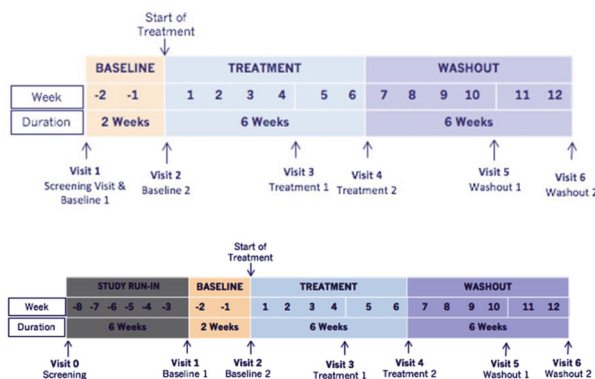 Start of
Treatment
BASELINE TREATMENT WASHOUT
Week -2 -1 1 2 3 4 5 6 7 8 9 10 11 12
Duration 2 Weeks 6 Weeks 6 Weeks
Visit 1 Visit 2 Visit 3 Visit 4 Visit 5 Visit 6
Screening Visit & Baseline 2 Treatment 1 Treatment 2 Washout 1 Washout 2
Baseline 1
Start of
Treatment
STUDY RUN-IN BASELINE TREATMENT WASHOUT
Week -8 -7 -6 -5 -4 -3 -2 -1 1 2 3 4 5 6 7 8 9 10 11 12
Duration 6 Weeks 2 Weeks 6 Weeks 6 Weeks
Visit 0 Visit 1 Visit 2 Visit 3 Visit 4 Visit 5 Visit 6
Screening Baseline 1 Baseline 2 Treatment 1 Treatment 2 Washout 1 Washout 2